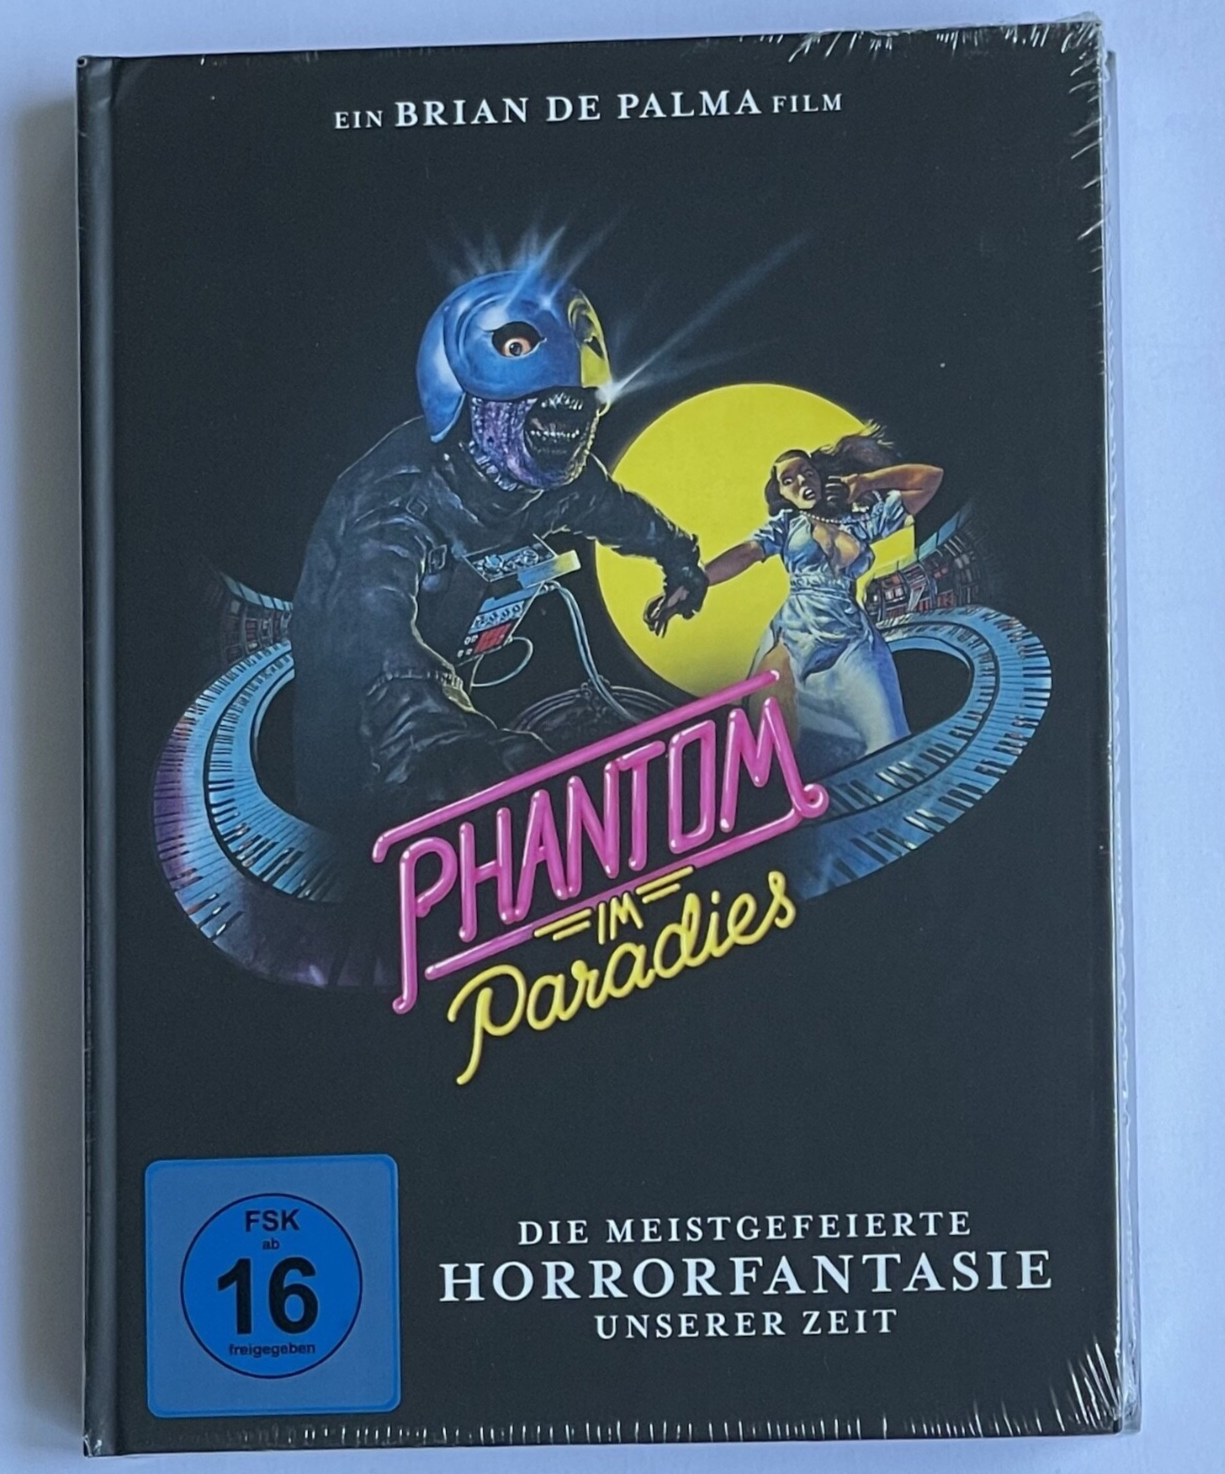 EIN BRIAN DE PALMA FILM
PHANTOM
IM
Paradies
FSK
ab
16
freigegeben
DIE MEISTGEFEIERTE
HORRORFANTASIE
UNSERER ZEIT